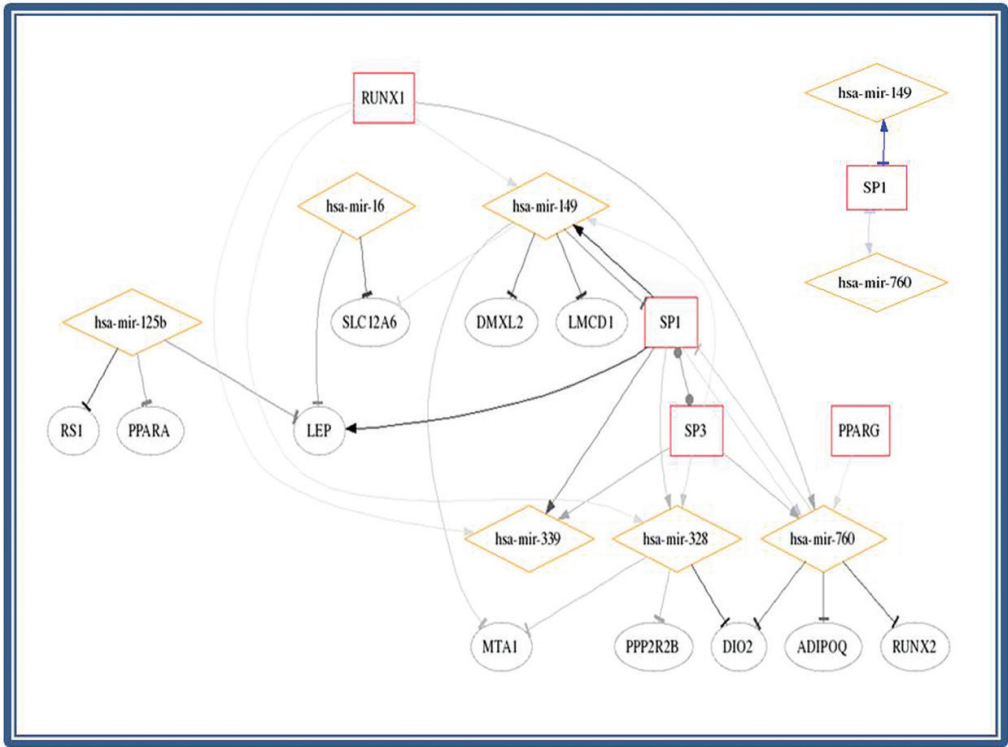 RUNX1
hsa-mir-149
SP1
hsa-mir-760
hsa-mir-16
hsa-mir-149
hsa-mir-125b
SLC12A6
DMXL2
LMCD1
SP1
RS1
PPARA
LEP
SP3
PPARG
hsa-mir-339
hsa-mir-328
hsa-mir-760
MTA1
PPP2R2B
DIO2
ADIPOQ
RUNX2